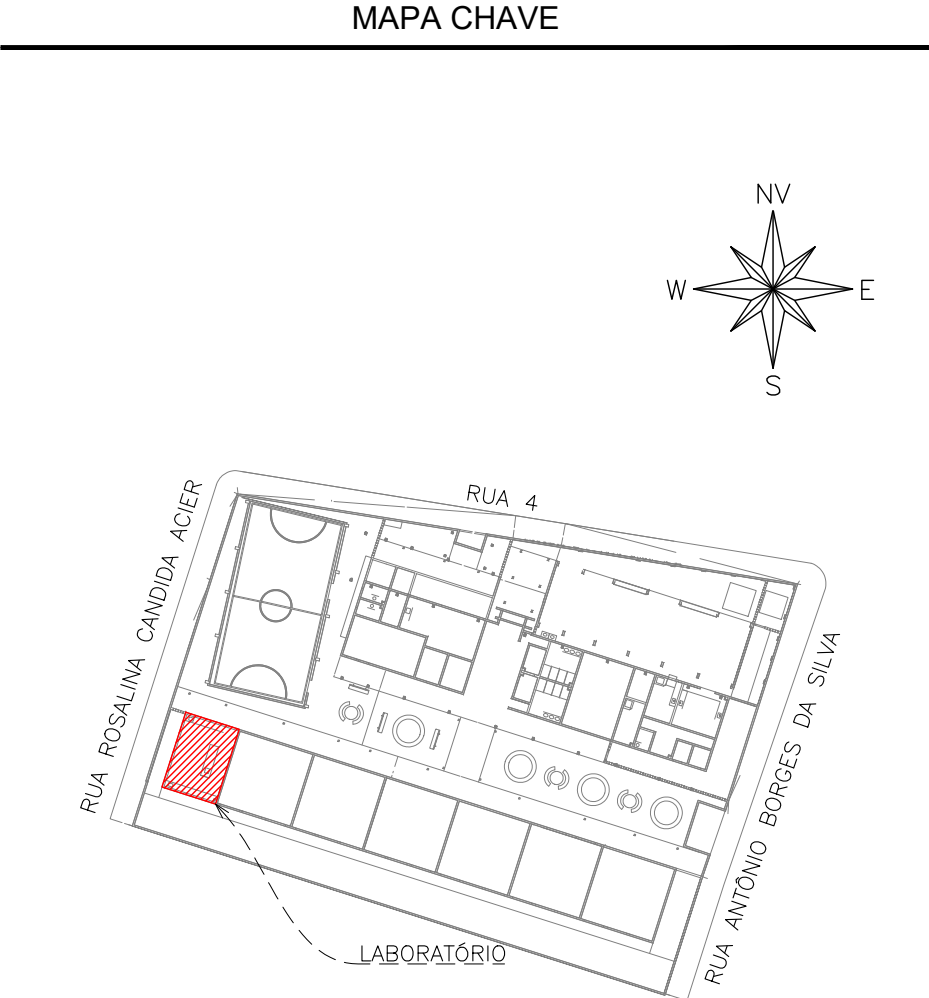 MAPA CHAVE
NV
W
E
S
RUA 4
RUA ROSALINA CANDIDA ACIER
RUA ANTÔNIO BORGES DA SILVA
LABORATÓRIO